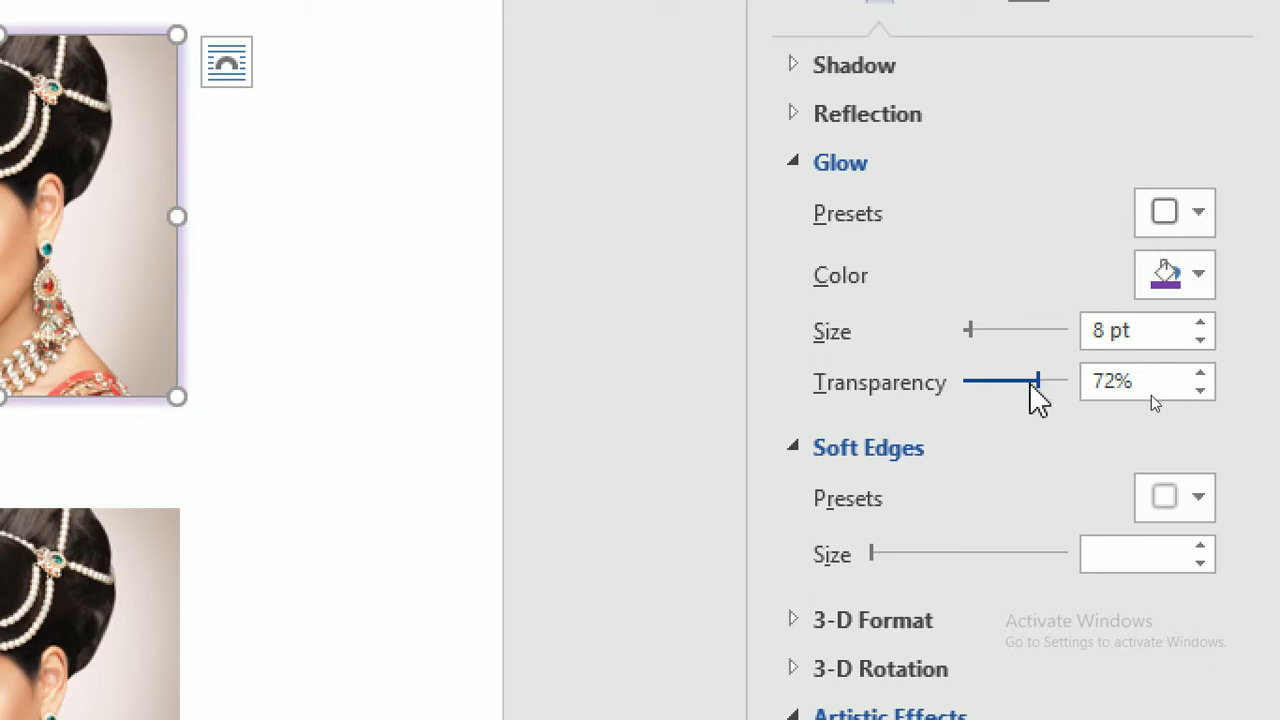 Shadow
Reflection
Glow
Presets
Color
Size 8 pt
Transparency 72%
Soft Edges
Presets
Size
3-D Format
Activate Windows
Go to Settings to activate Windows.
3-D Rotation
Artistic Effects